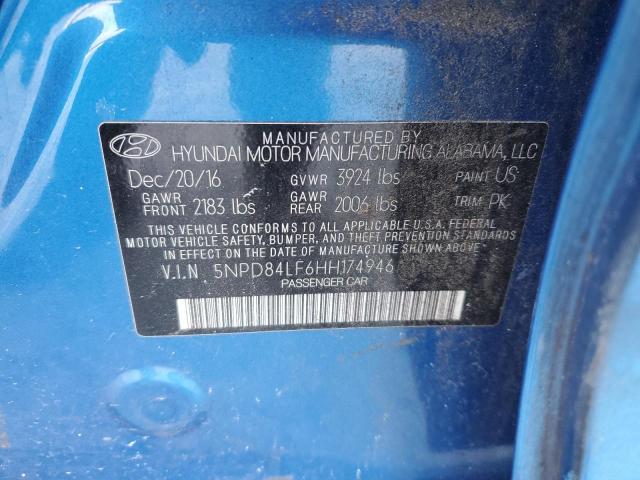 MANUFACTURED BY
HYUNDAI MOTOR MANUFACTURING ALABAMA, LLC
Dec/20/16 GVWR 3924 lbs PAINT US
GAWR FRONT 2183 lbs GAWR REAR 2006 lbs TRIM PK
THIS VEHICLE CONFORMS TO ALL APPLICABLE U.S.A. FEDERAL
MOTOR VEHICLE SAFETY, BUMPER, AND THEFT PREVENTION STANDARDS
IN EFFECT ON THE DATE OF MANUFACTURE SHOWN ABOVE.
V.I.N 5NPD84LF6HH174946
PASSENGER CAR